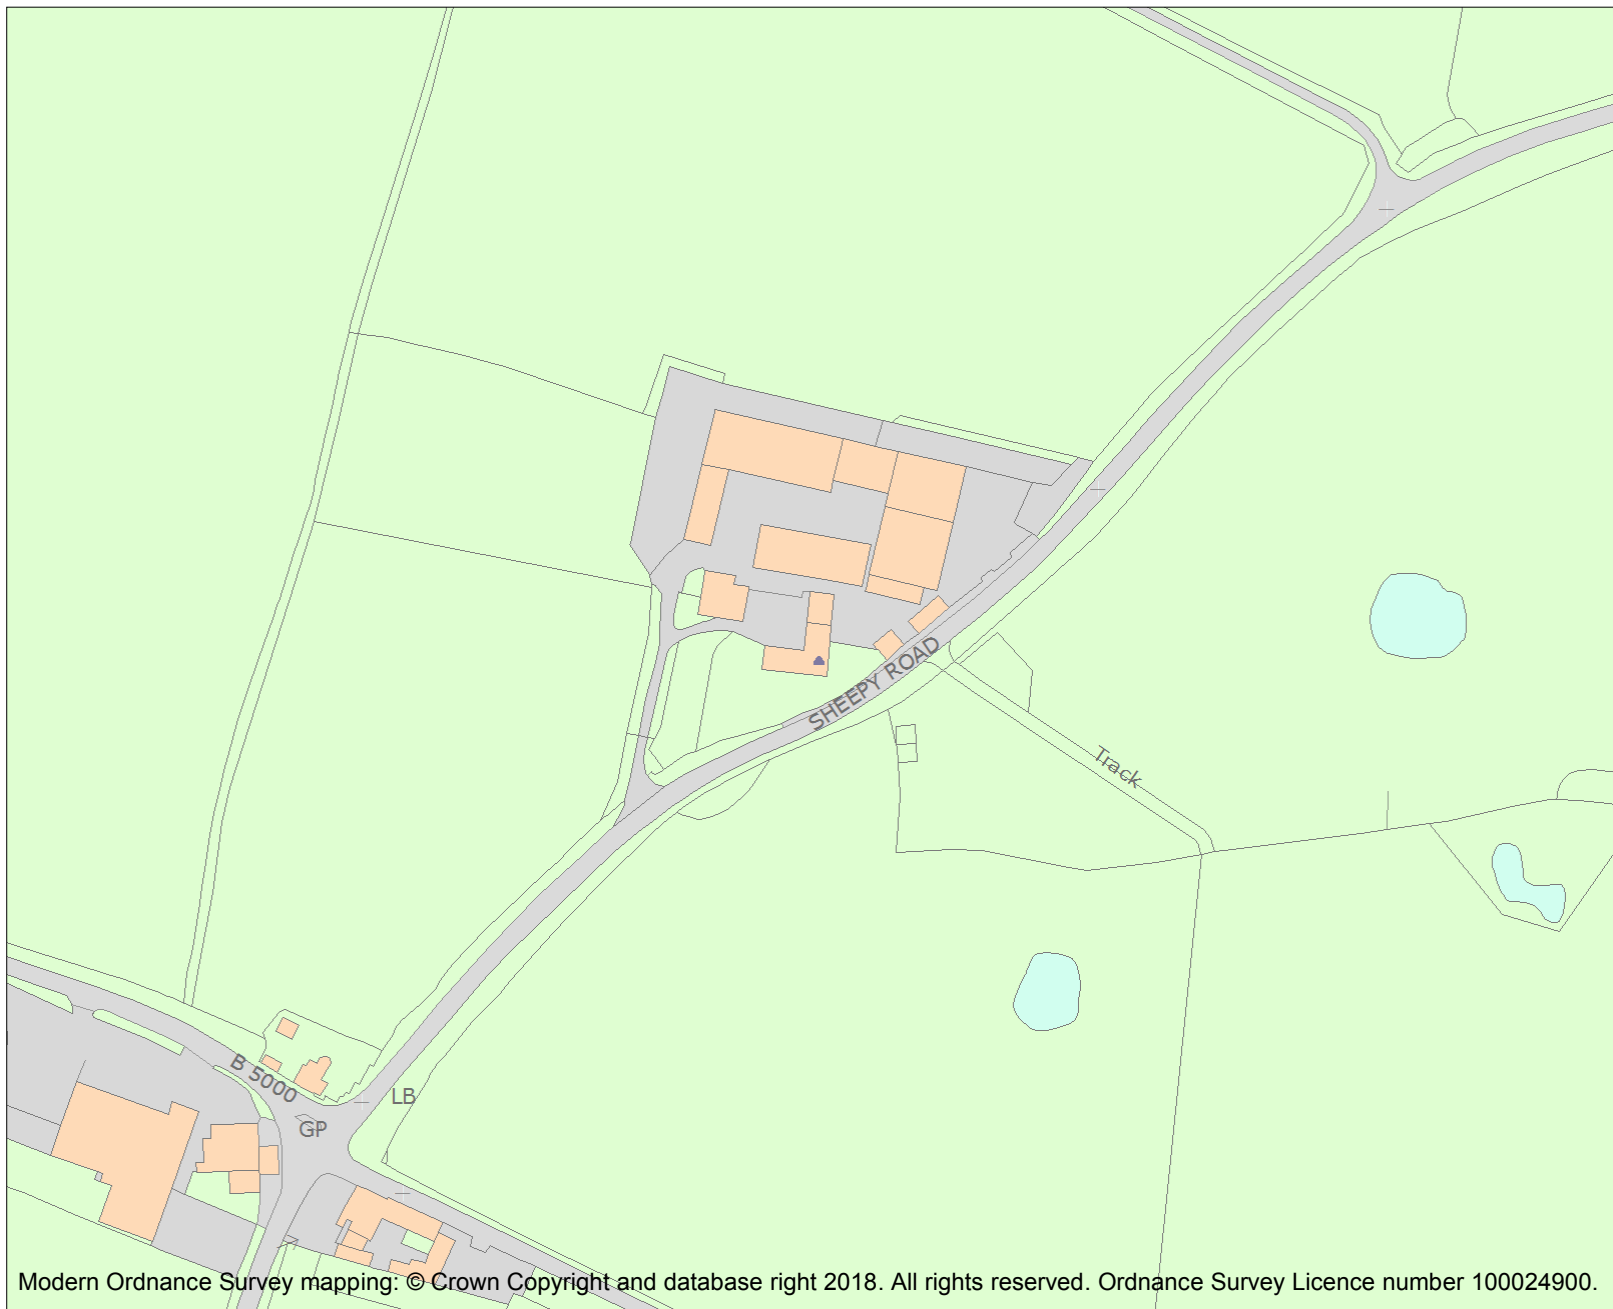 SHEEPY ROAD
Track
B 5000
LB
GP
Modern Ordnance Survey mapping: © Crown Copyright and database right 2018. All rights reserved. Ordnance Survey Licence number 100024900.